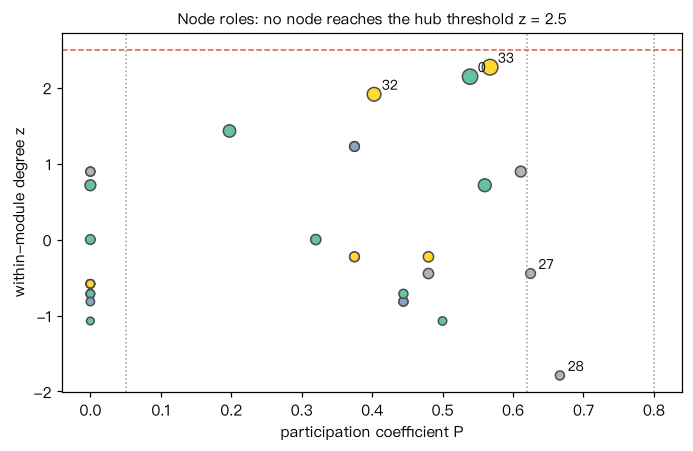 Node roles: no node reaches the hub threshold z = 2.5
33
0
32
27
28
2
1
0
−1
−2
within−module degree z
0.0 0.1 0.2 0.3 0.4 0.5 0.6 0.7 0.8
participation coefficient P